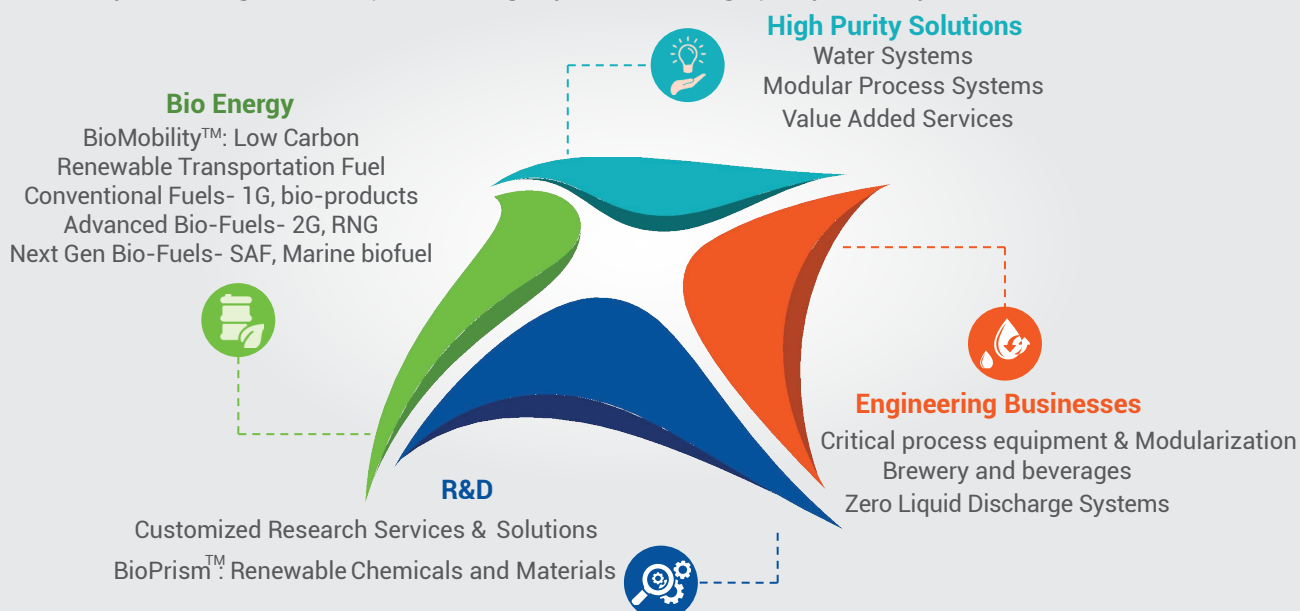 High Purity Solutions
Water Systems
Modular Process Systems
Value Added Services
Bio Energy
BioMobility™: Low Carbon
Renewable Transportation Fuel
Conventional Fuels- 1G, bio-products
Advanced Bio-Fuels- 2G, RNG
Next Gen Bio-Fuels- SAF, Marine biofuel
Engineering Businesses
Critical process equipment & Modularization
Brewery and beverages
Zero Liquid Discharge Systems
R&D
Customized Research Services & Solutions
BioPrism™: Renewable Chemicals and Materials